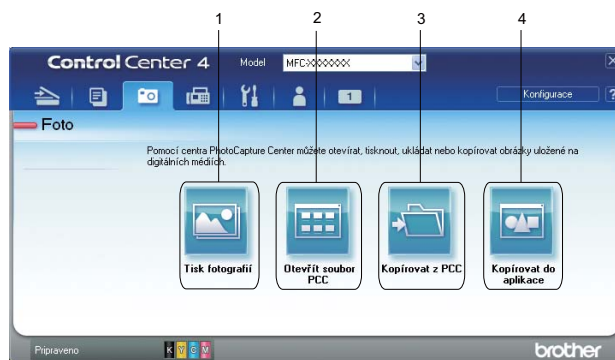 1 2 3 4
Control Center 4 Model MFC-XXXXXX
1 Konfigurace ?
Foto
Pomocí centra PhotoCapture Center můžete otevírat, tisknout, ukládat nebo kopírovat obrázky uložené na
digitálních médiích.
Tisk fotografií
Otevřít soubor
PCC
Kopírovat z PCC
Kopírovat do
aplikace
Připraveno K Y C M brother